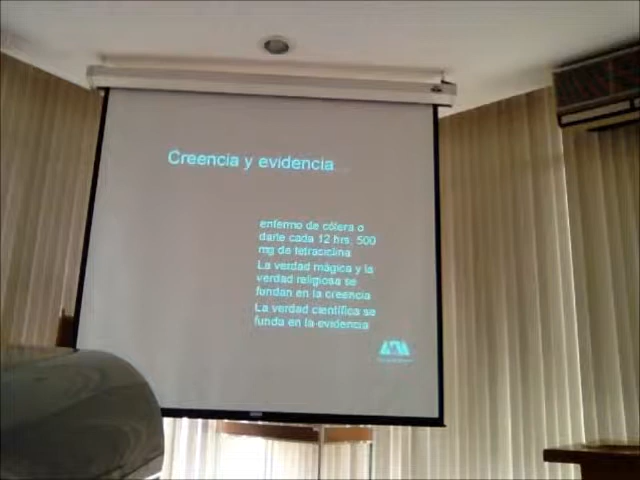 Creencia y evidencia...
enfermo de cólera o
darle cada 12 hrs. 500
mg de tetraciclina
La verdad mágica y la
verdad religiosa se
fundan en la creencia
La verdad científica se
funda en la evidencia